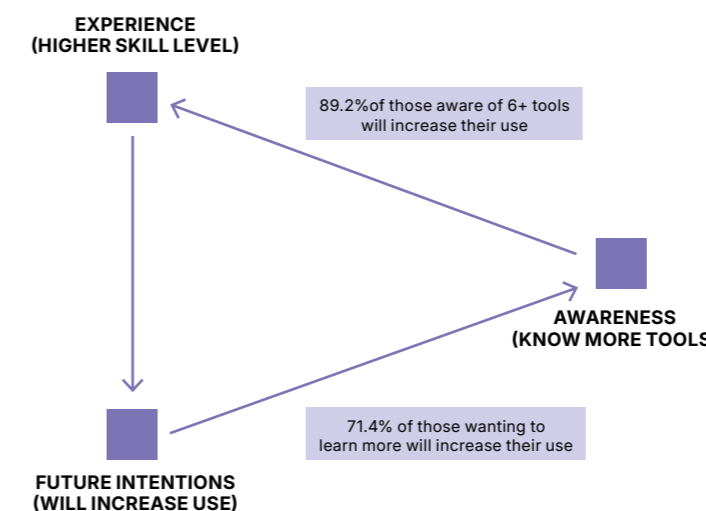 EXPERIENCE
(HIGHER SKILL LEVEL)
89.2%of those aware of 6+ tools
will increase their use
AWARENESS
(KNOW MORE TOOLS
71.4% of those wanting to
learn more will increase their use
FUTURE INTENTIONS
(WILL INCREASE USE)